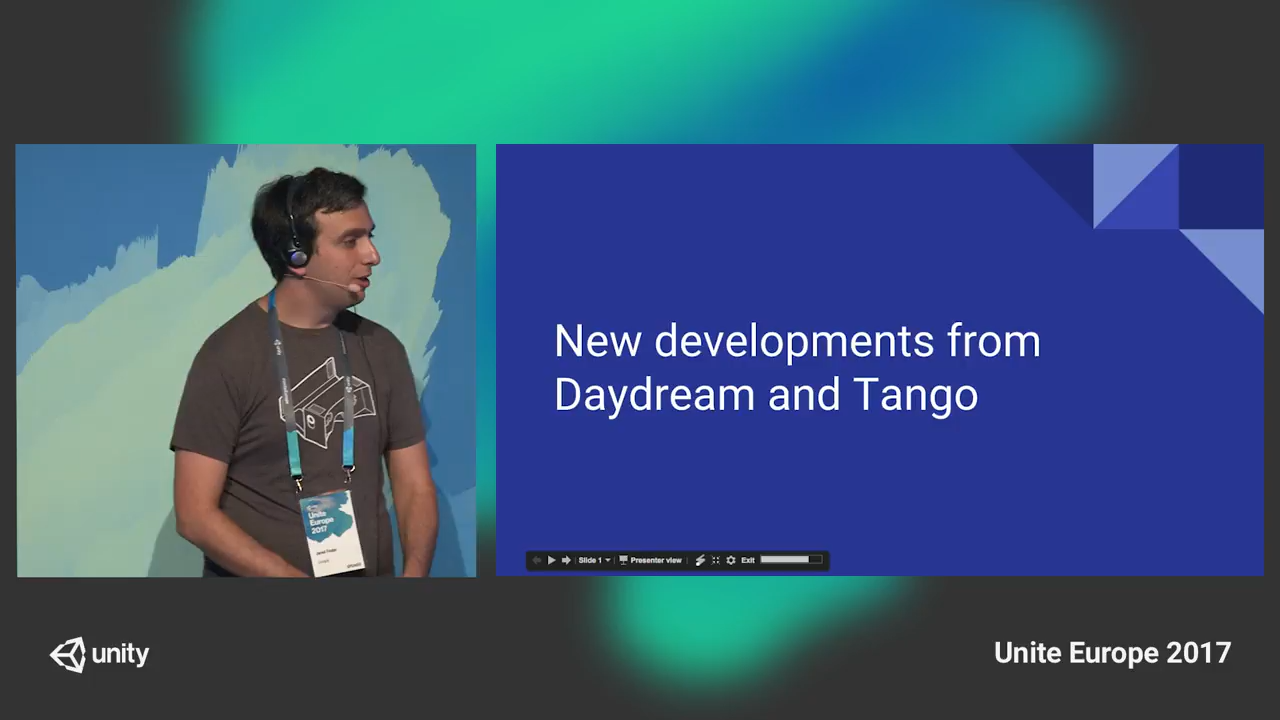 New developments from
Daydream and Tango
Unite
Europe
2017
Slide 1
Presenter view
Exit
unity
Unite Europe 2017